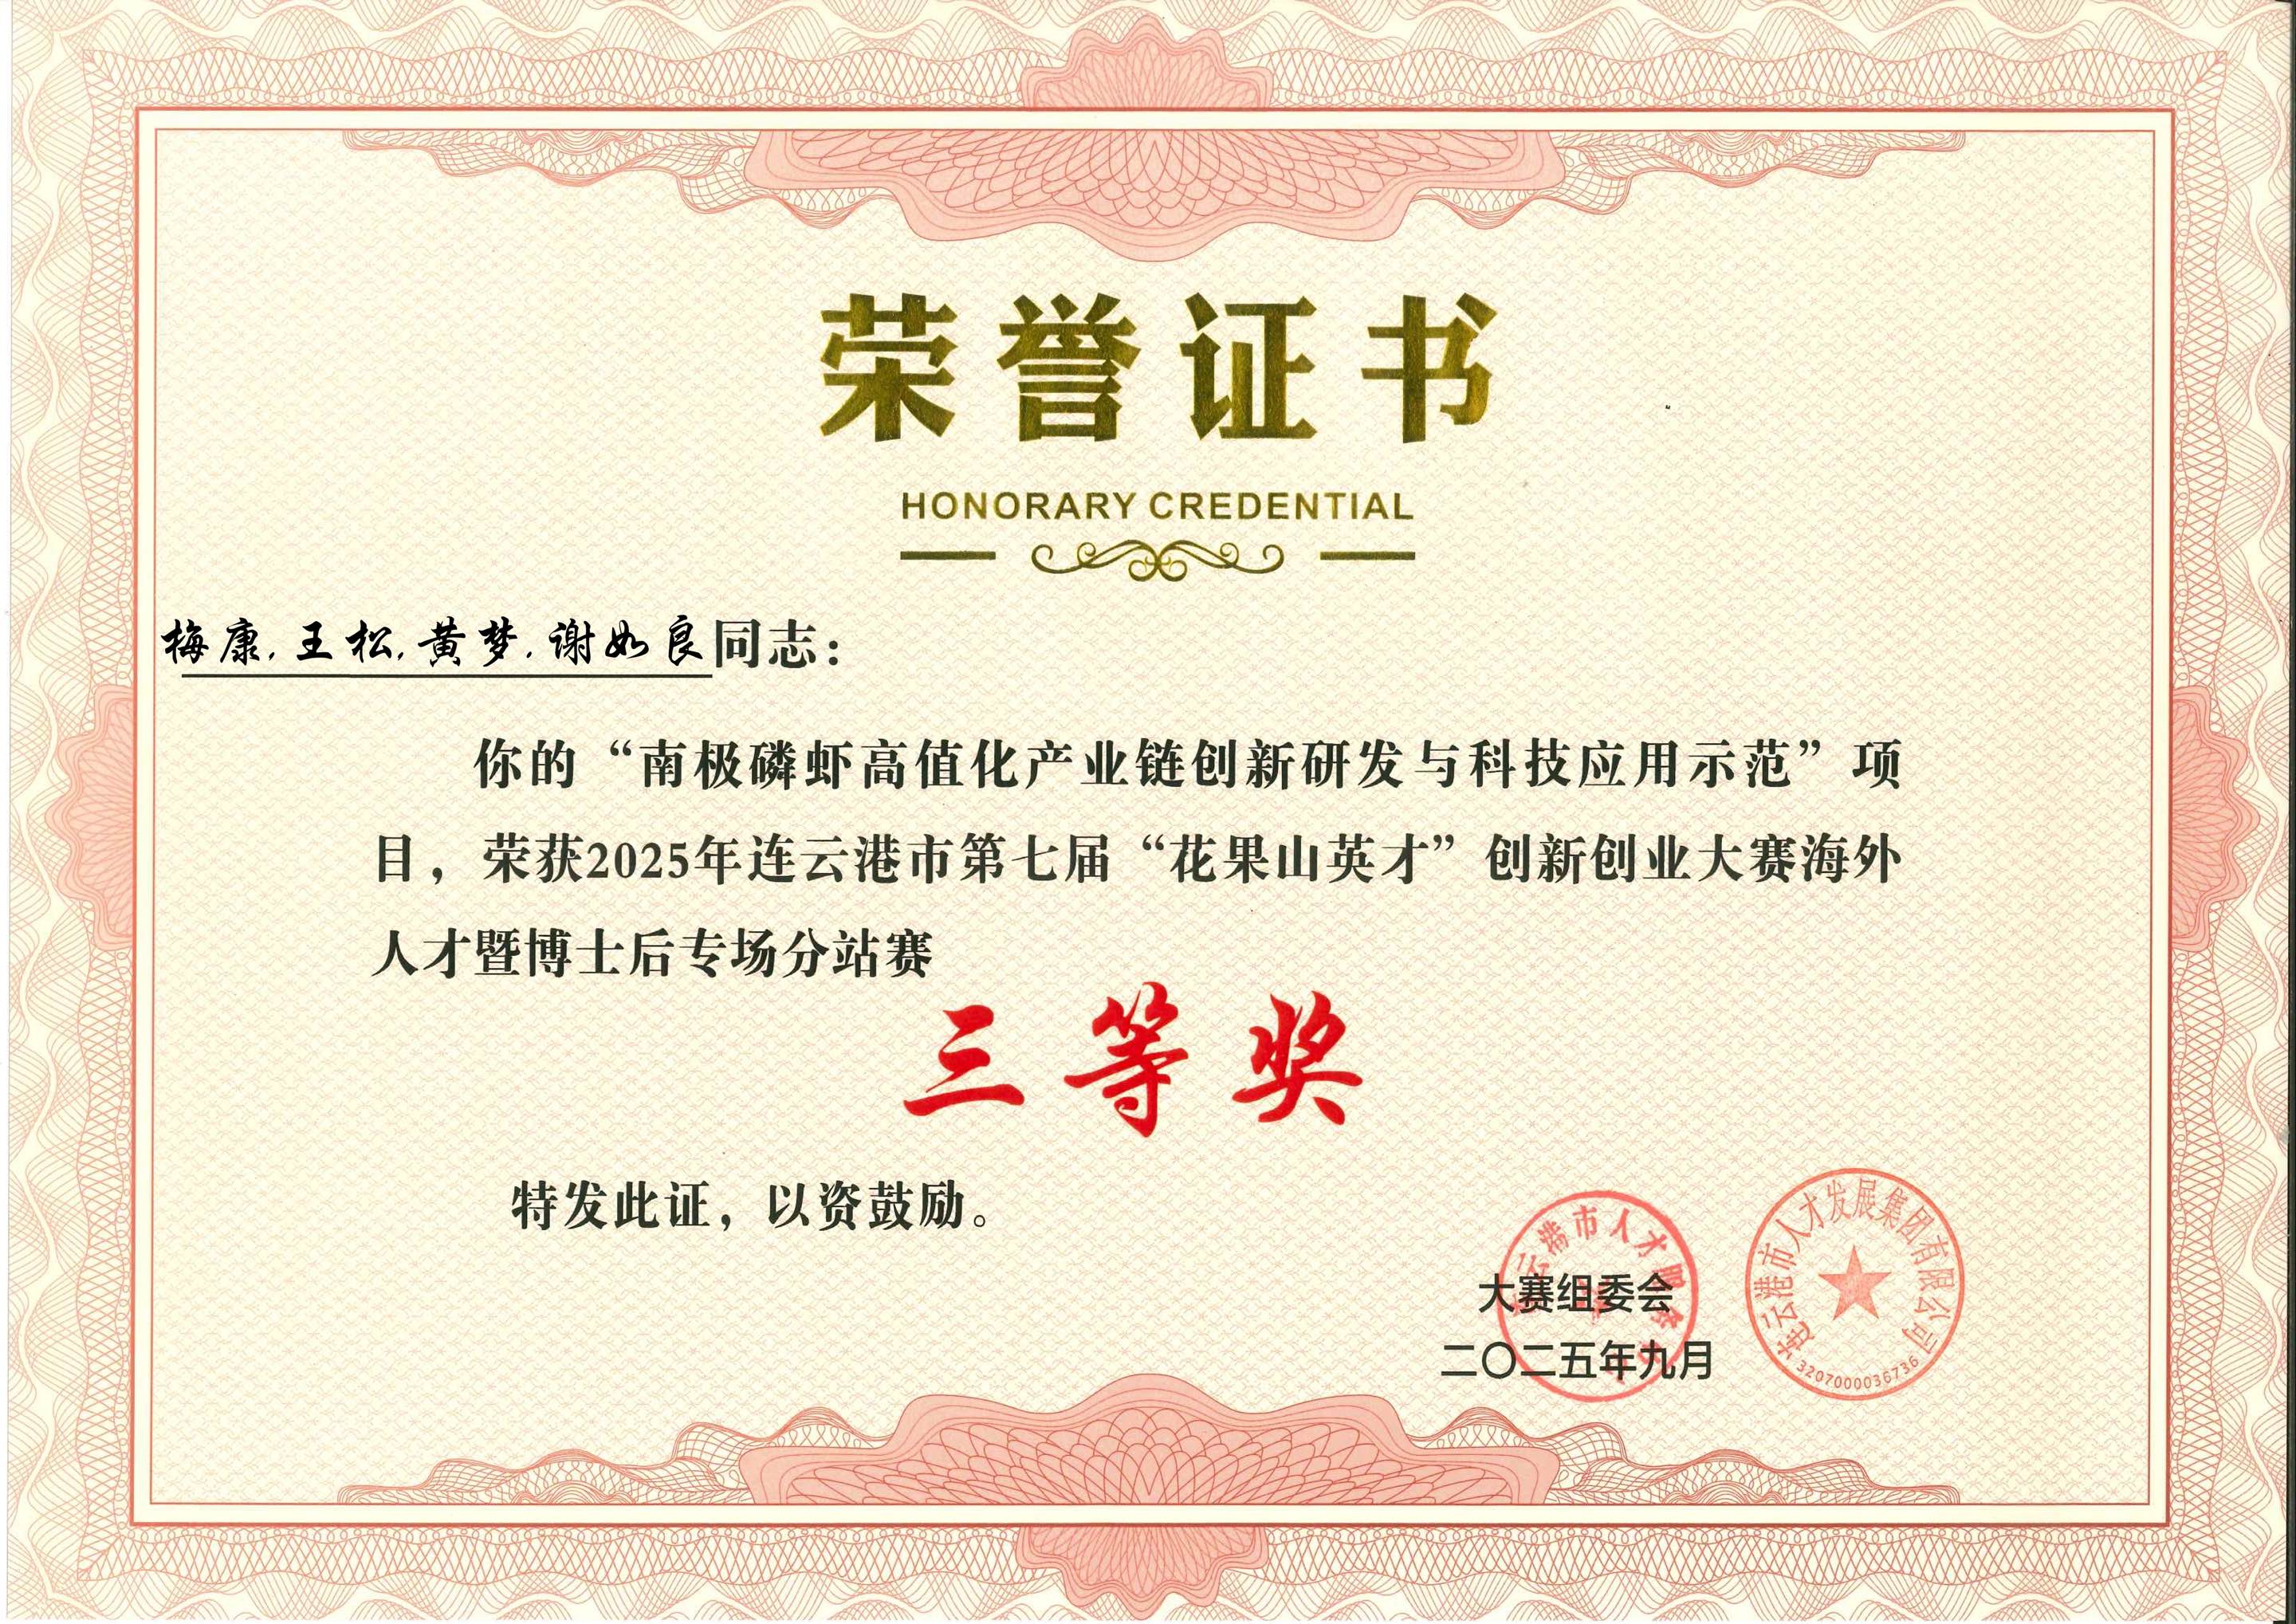 荣誉证书
HONORARY CREDENTIAL
梅康,王松,黄梦,谢如良同志：
你的“南极磷虾高值化产业链创新研发与科技应用示范”项
目，荣获2025年连云港市第七届“花果山英才”创新创业大赛海外
人才暨博士后专场分站赛
三等奖
特发此证，以资鼓励。
云港市人才服务
大赛组委会
二〇二五年九月
连云港市人才发展集团有限公司
3207000036736